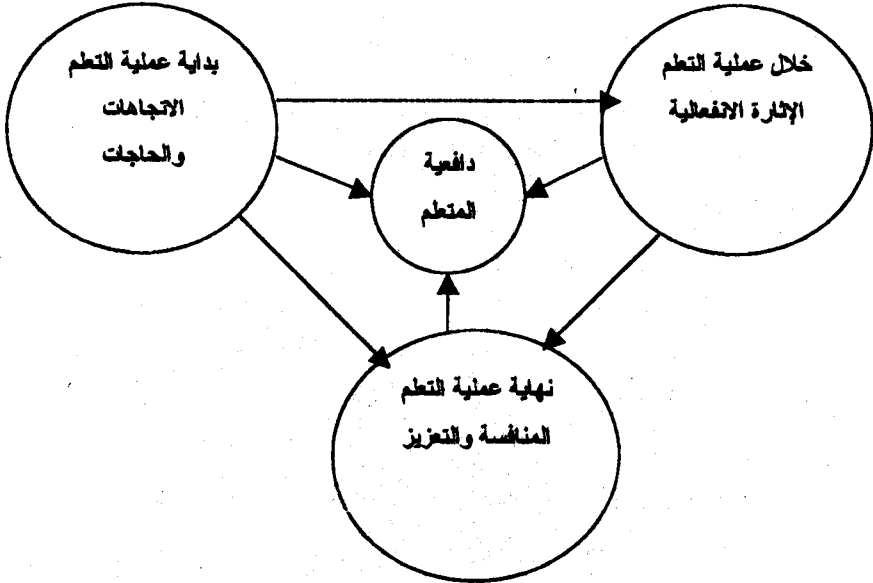 خلال عملية التعلم
الإثارة الانفعالية
بداية عملية التعلم
الاتجاهات
والحاجات
دافعية
المتعلم
نهاية عملية التعلم
المنافسة والتعزيز